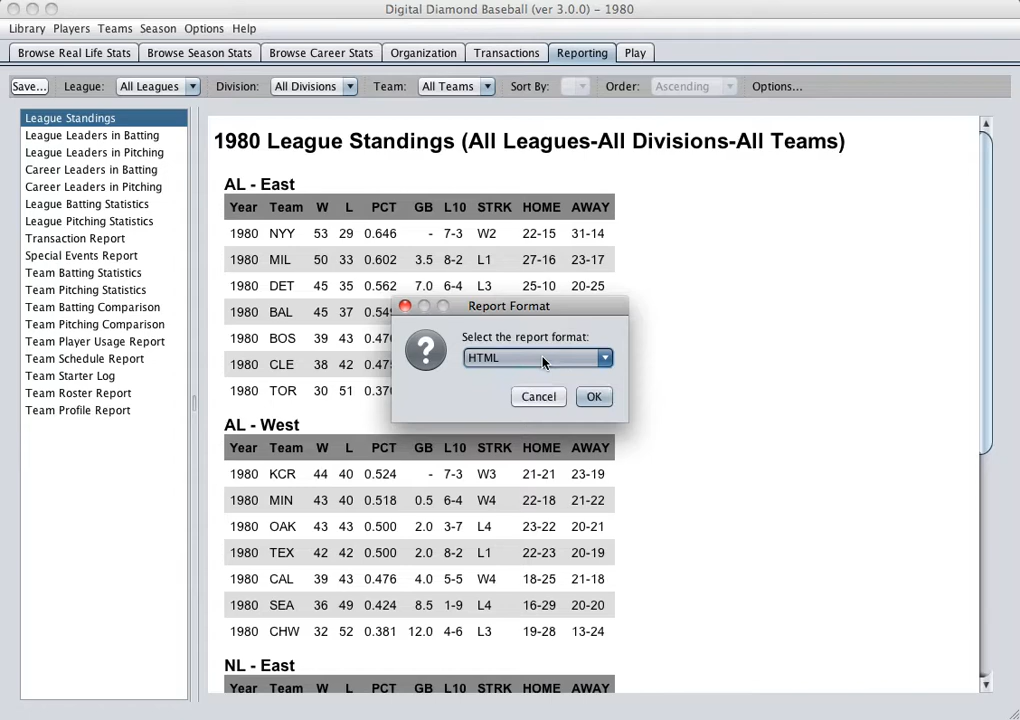 Digital Diamond Baseball (ver 3.0.0) – 1980
Library Players Teams Season Options Help
Browse Real Life Stats Browse Season Stats Browse Career Stats Organization Transactions Reporting Play
Save... League: All Leagues Division: All Divisions Team: All Teams Sort By: Order: Ascending Options...
League Standings
League Leaders in Batting
League Leaders in Pitching
Career Leaders in Batting
Career Leaders in Pitching
League Batting Statistics
League Pitching Statistics
Transaction Report
Special Events Report
Team Batting Statistics
Team Pitching Statistics
Team Batting Comparison
Team Pitching Comparison
Team Player Usage Report
Team Schedule Report
Team Starter Log
Team Roster Report
Team Profile Report
1980 League Standings (All Leagues-All Divisions-All Teams)
AL - East
Year Team W L PCT GB L10 STRK HOME AWAY
1980 NYY 53 29 0.646 - 7-3 W2 22-15 31-14
1980 MIL 50 33 0.602 3.5 8-2 L1 27-16 23-17
1980 DET 45 35 0.562 7.0 6-4 L3 25-10 20-25
1980 BAL 45 37
1980 BOS 39 43
1980 CLE 38 42
1980 TOR 30 51
Report Format
?
Select the report format:
HTML
Cancel OK
AL - West
Year Team W L PCT GB L10 STRK HOME AWAY
1980 KCR 44 40 0.524 - 7-3 W3 21-21 23-19
1980 MIN 43 40 0.518 0.5 6-4 W4 22-18 21-22
1980 OAK 43 43 0.500 2.0 3-7 L4 23-22 20-21
1980 TEX 42 42 0.500 2.0 8-2 L1 22-23 20-19
1980 CAL 39 43 0.476 4.0 5-5 W4 18-25 21-18
1980 SEA 36 49 0.424 8.5 1-9 L4 16-29 20-20
1980 CHW 32 52 0.381 12.0 4-6 L3 19-28 13-24
NL - East
Year Team W L PCT GB L10 STRK HOME AWAY